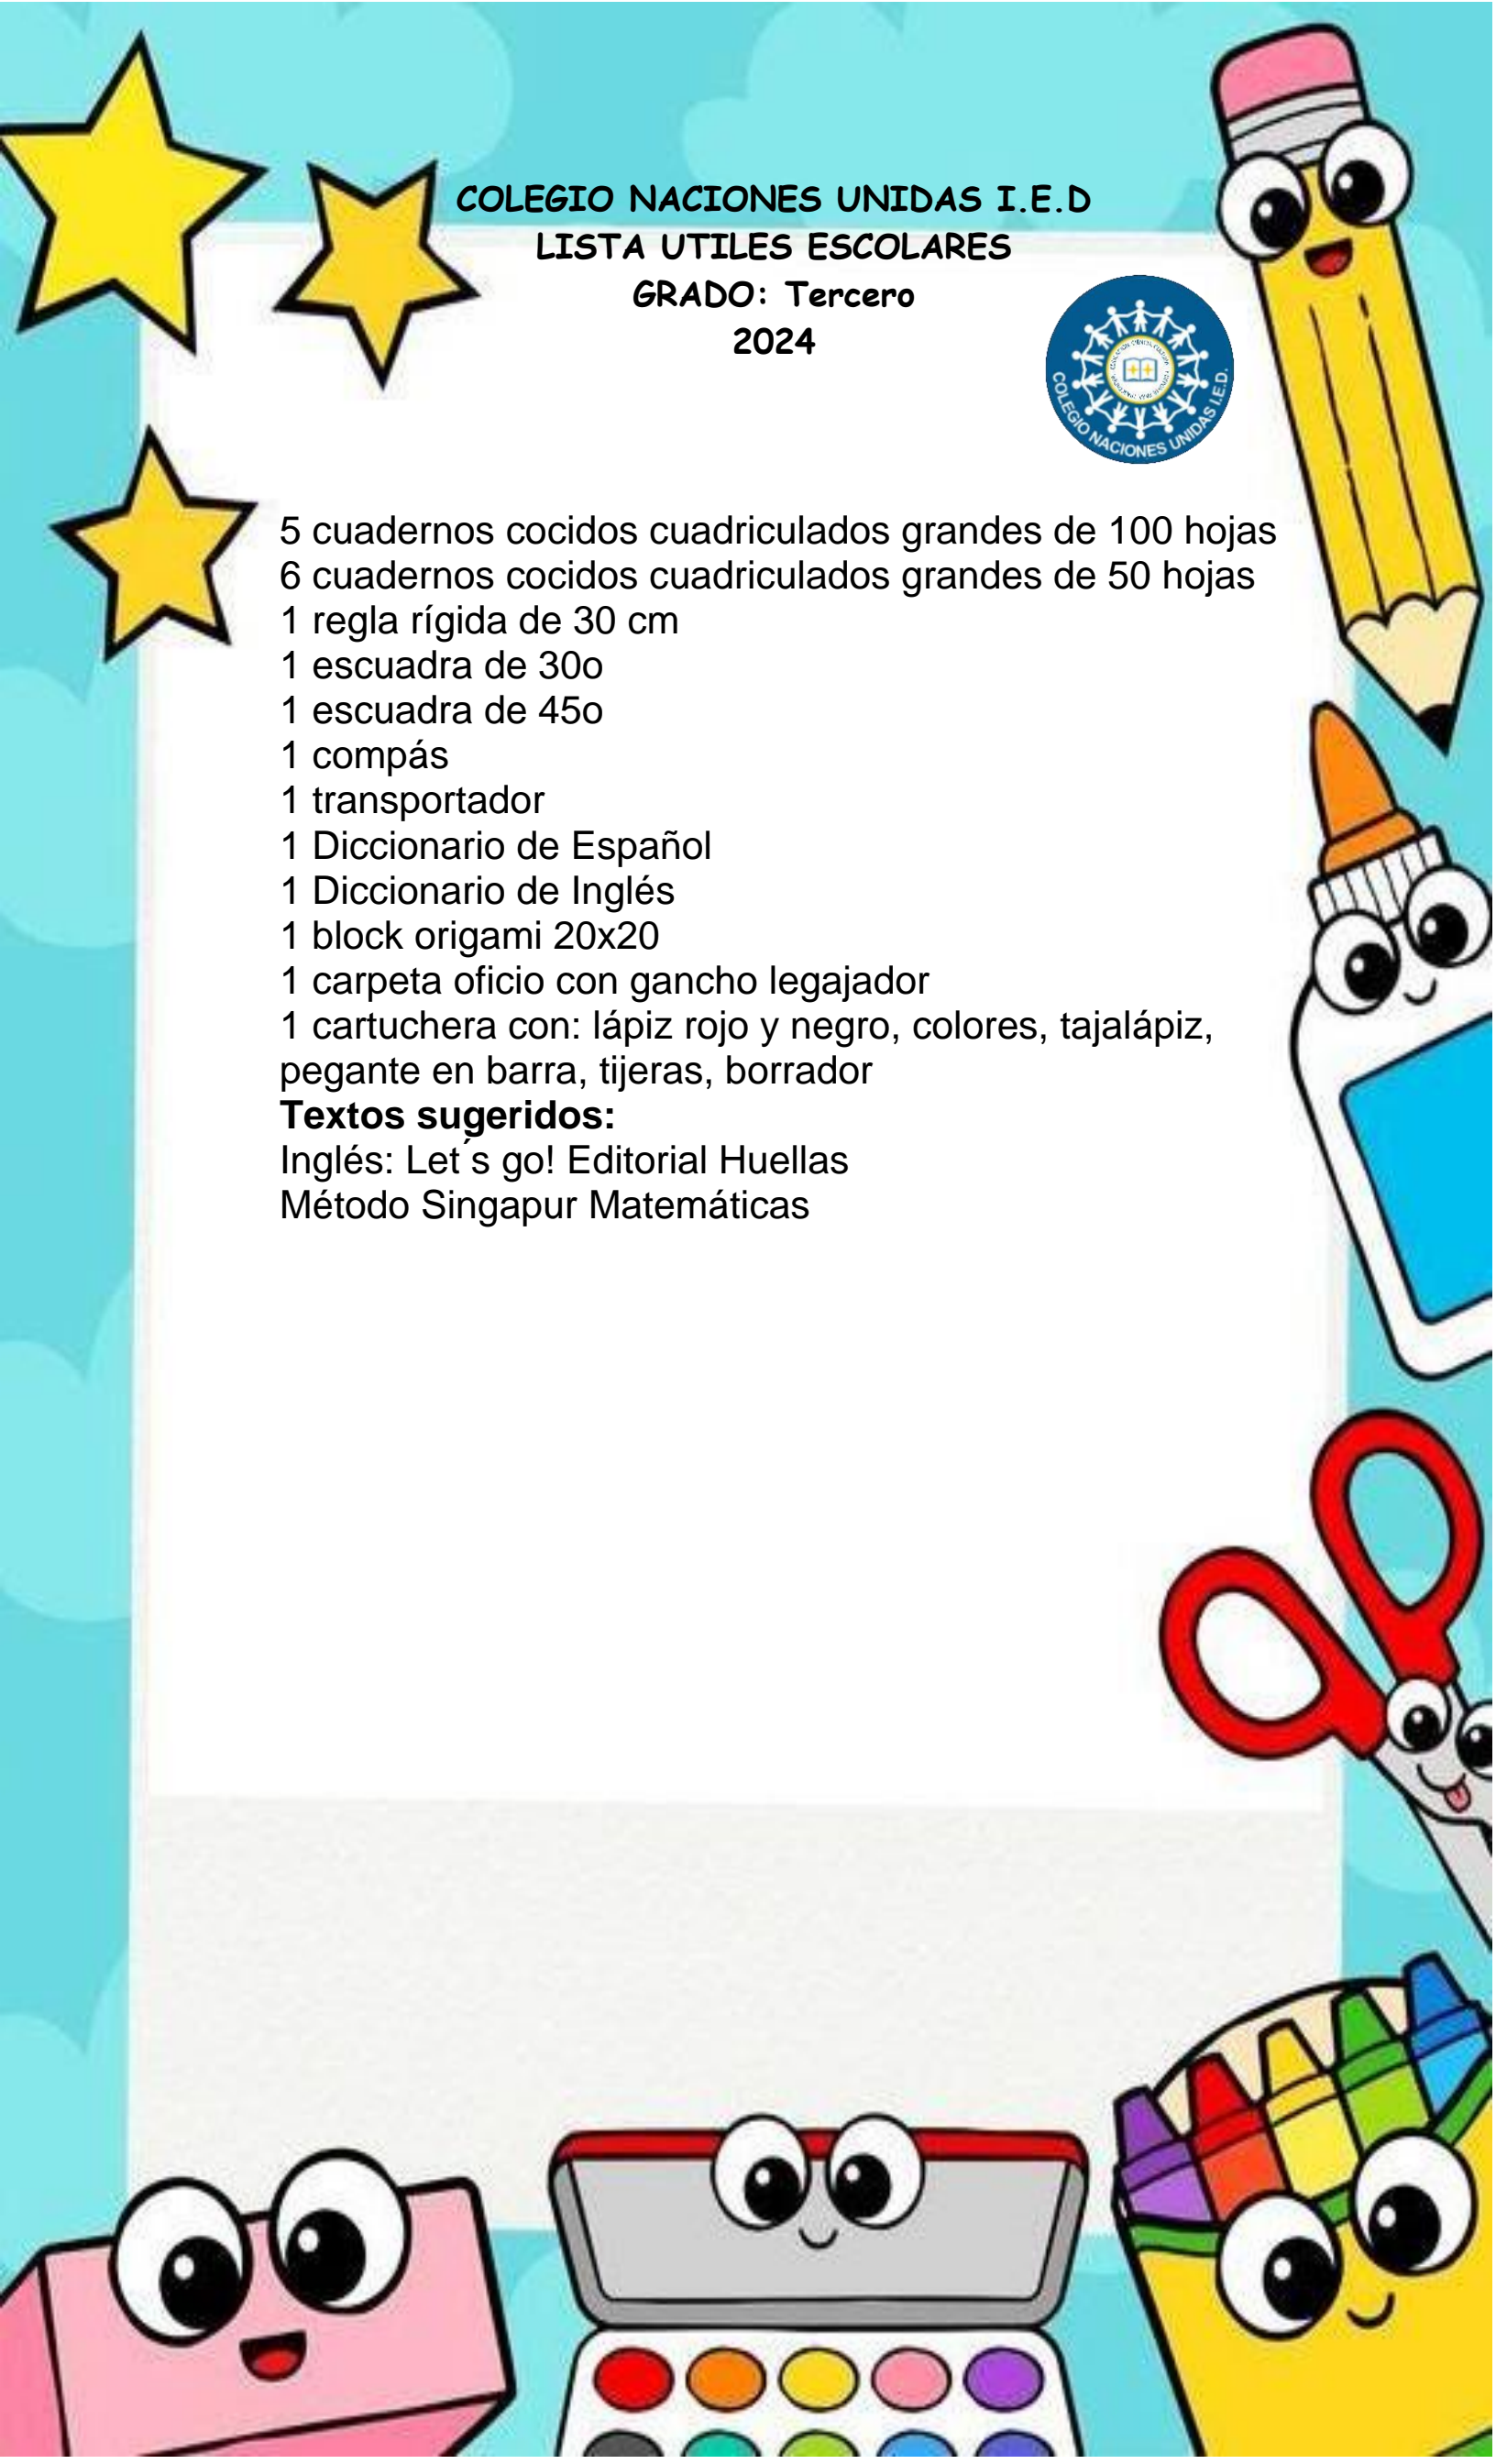 COLEGIO NACIONES UNIDAS I.E.D
LISTA UTILES ESCOLARES
GRADO: Tercero
2024
COLEGIO NACIONES UNIDAS I.E.D.
5 cuadernos cocidos cuadriculados grandes de 100 hojas
6 cuadernos cocidos cuadriculados grandes de 50 hojas
1 regla rígida de 30 cm
1 escuadra de 30o
1 escuadra de 45o
1 compás
1 transportador
1 Diccionario de Español
1 Diccionario de Inglés
1 block origami 20x20
1 carpeta oficio con gancho legajador
1 cartuchera con: lápiz rojo y negro, colores, tajalápiz,
pegante en barra, tijeras, borrador
Textos sugeridos:
Inglés: Let´s go! Editorial Huellas
Método Singapur Matemáticas